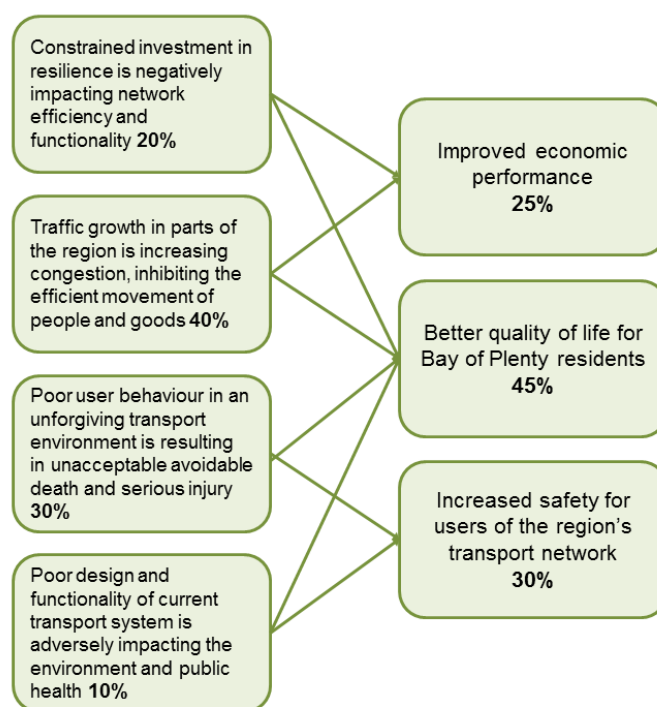 Constrained investment in
resilience is negatively
impacting network
efficiency and
functionality 20%
Traffic growth in parts of
the region is increasing
congestion, inhibiting the
efficient movement of
people and goods 40%
Poor user behaviour in an
unforgiving transport
environment is resulting
in unacceptable avoidable
death and serious injury
30%
Poor design and
functionality of current
transport system is
adversely impacting the
environment and public
health 10%
Improved economic
performance
25%
Better quality of life for
Bay of Plenty residents
45%
Increased safety for
users of the region's
transport network
30%